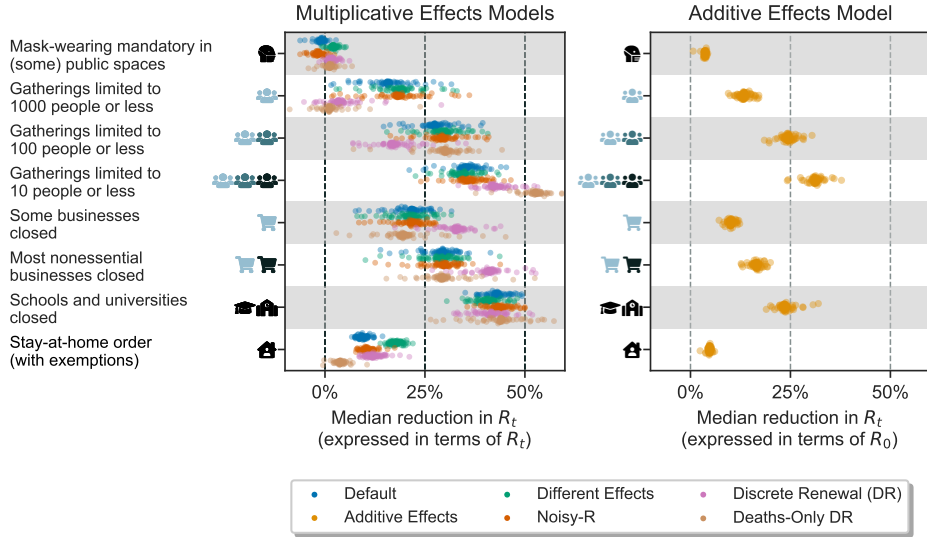 Multiplicative Effects Models
Additive Effects Model
Mask-wearing mandatory in
(some) public spaces
Gatherings limited to
1000 people or less
Gatherings limited to
100 people or less
Gatherings limited to
10 people or less
Some businesses
closed
Most nonessential
businesses closed
Schools and universities
closed
Stay-at-home order
(with exemptions)
0% 25% 50%
0% 25% 50%
Median reduction in Rt
(expressed in terms of Rt)
Median reduction in Rt
(expressed in terms of R0)
Default
Different Effects
Discrete Renewal (DR)
Additive Effects
Noisy-R
Deaths-Only DR